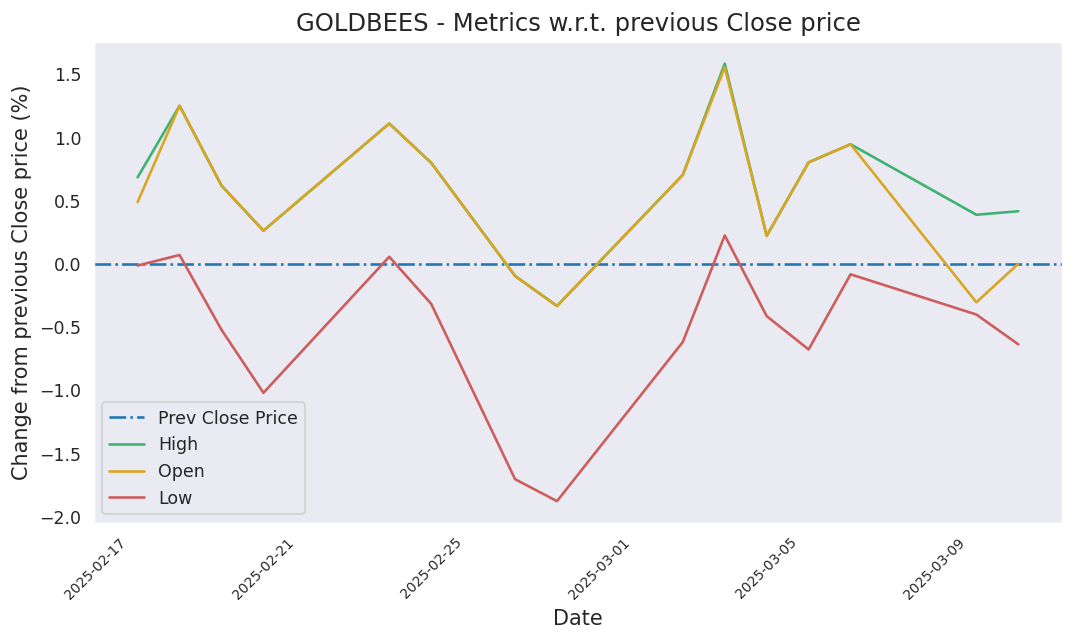 GOLDBEES - Metrics w.r.t. previous Close price
Change from previous Close price (%)
1.5
1.0
0.5
0.0
−0.5
−1.0
−1.5
−2.0
Prev Close Price
High
Open
Low
2025-02-17
2025-02-21
2025-02-25
2025-03-01
2025-03-05
2025-03-09
Date